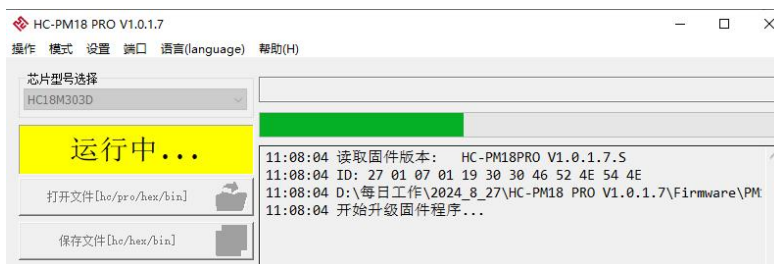 HC-PM18 PRO V1.0.1.7
操作 模式 设置 端口 语言(language) 帮助(H)
芯片型号选择
HC18M303D
运行中...
打开文件[hc/pro/hex/bin]
保存文件[hc/hex/bin]
11:08:04 读取固件版本: HC-PM18PRO V1.0.1.7.S
11:08:04 ID: 27 01 07 01 19 30 30 46 52 4E 54 4E
11:08:04 D:\每日工作\2024_8_27\HC-PM18 PRO V1.0.1.7\Firmware\PM
11:08:04 开始升级固件程序...